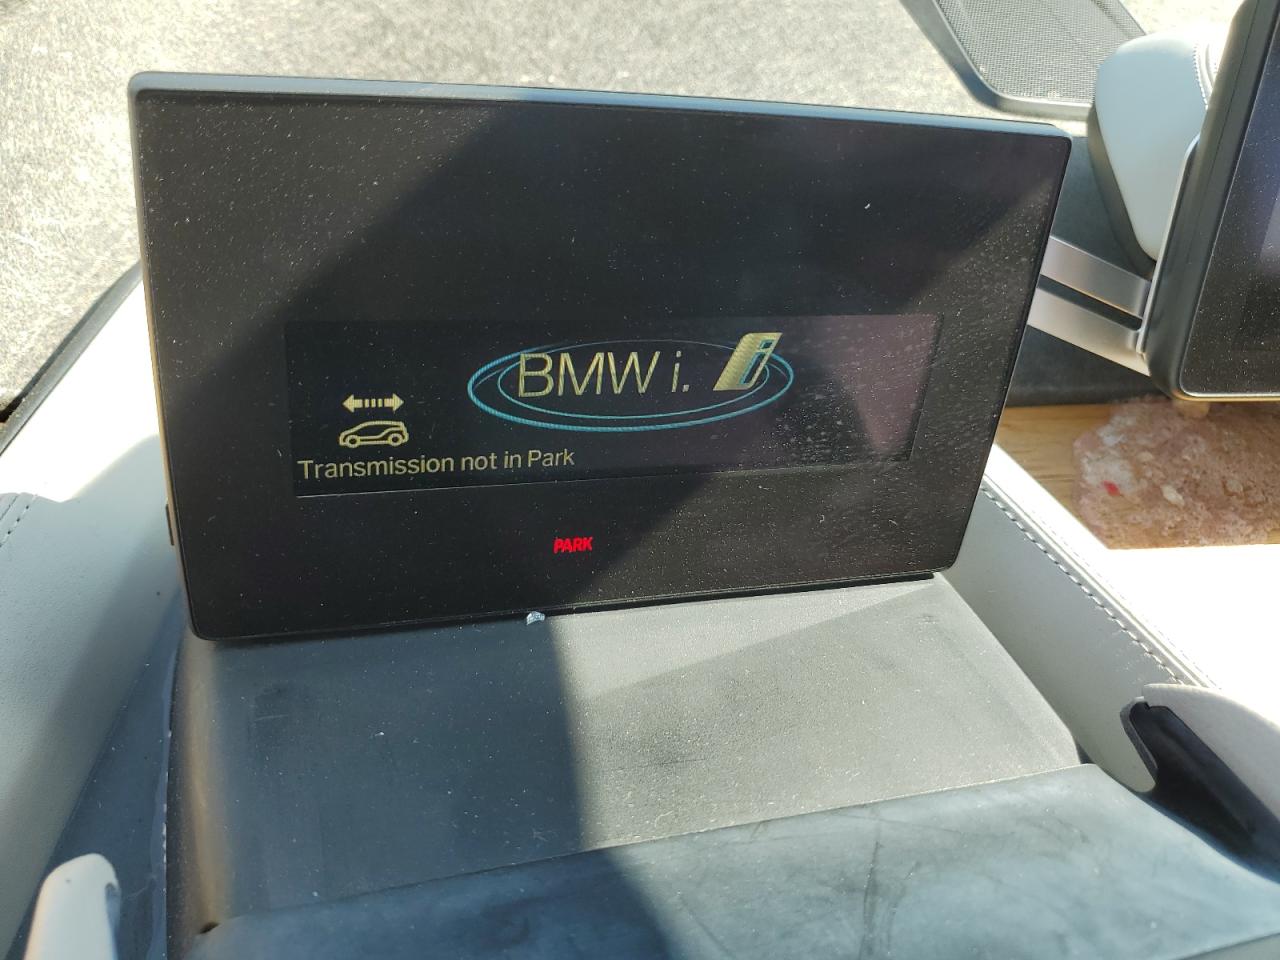 BMW i. i
Transmission not in Park
PARK